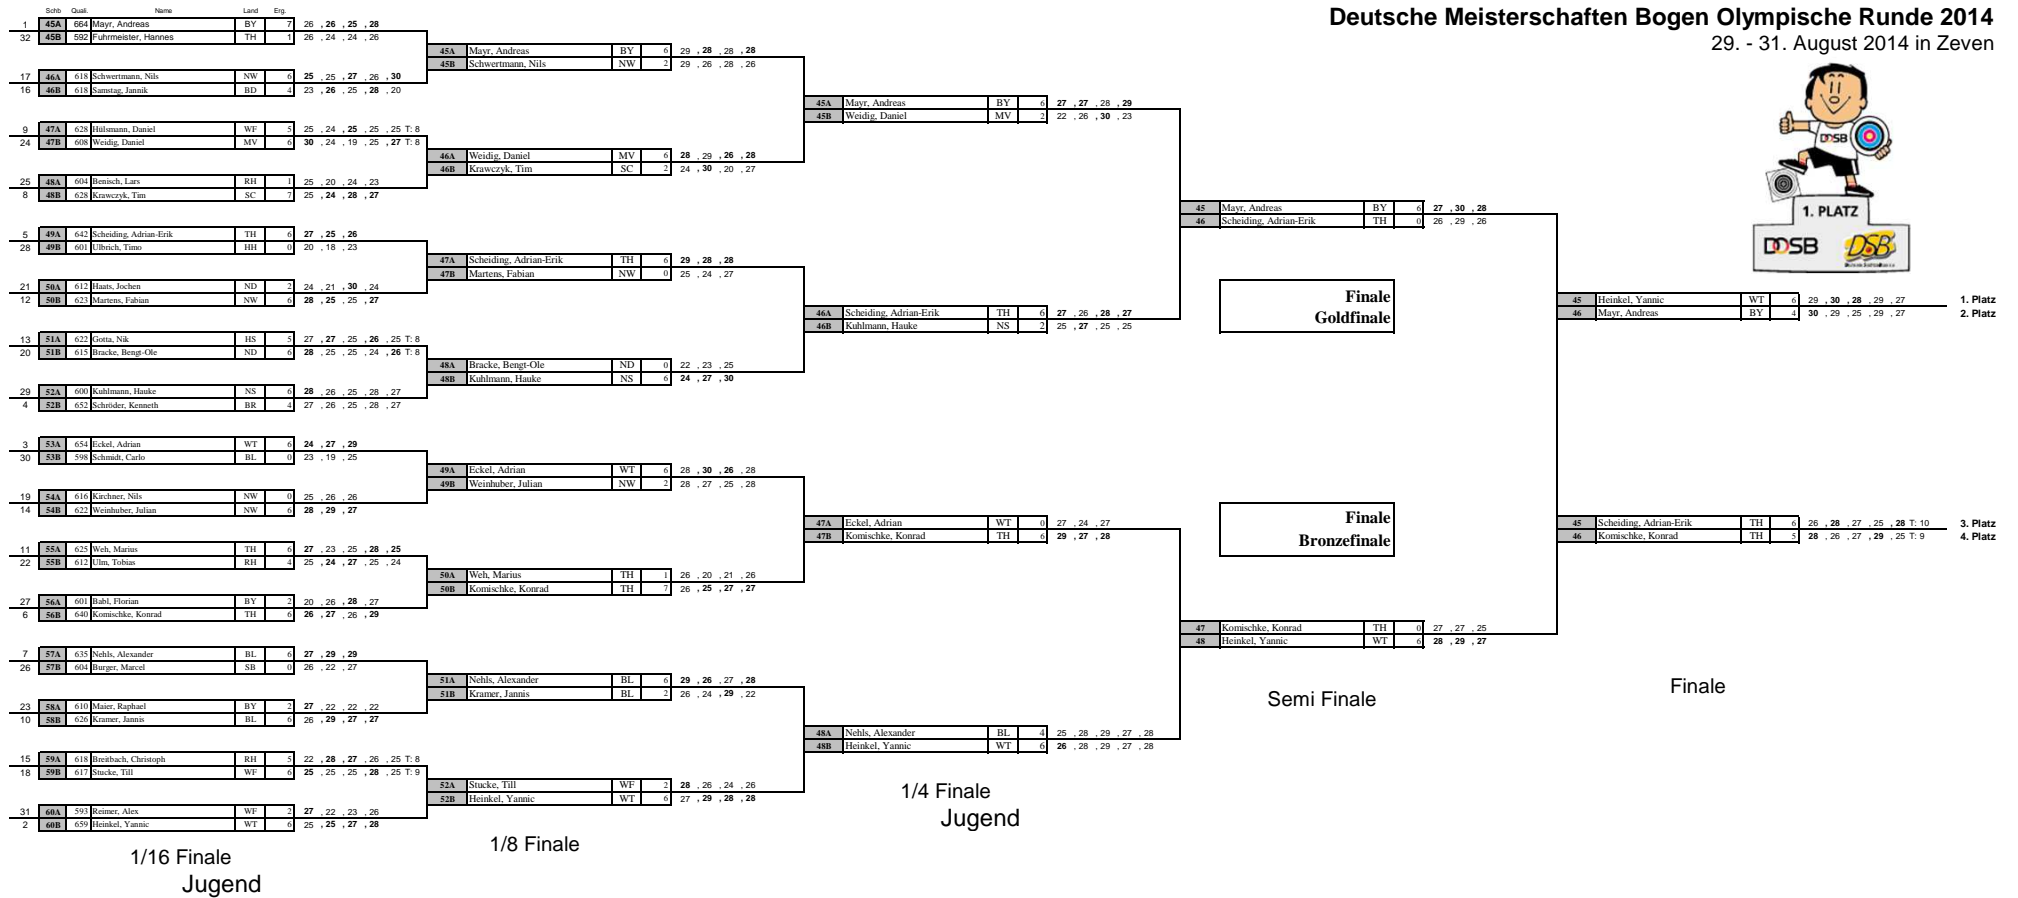 Deutsche Meisterschaften Bogen Olympische Runde 2014
29. - 31. August 2014 in Zeven
DOSB
1. PLATZ
DOSB DSB
Schb Quali. Name Land Erg.
1 45A 664 Mayr, Andreas BY 7 26 , 26 , 25 , 28
32 45B 592 Fuhrmeister, Hannes TH 1 26 , 24 , 24 , 26
17 46A 618 Schwertmann, Nils NW 6 25 , 25 , 27 , 26 , 30
16 46B 618 Samstag, Jannik BD 4 23 , 26 , 25 , 28 , 20
9 47A 628 Hülsmann, Daniel WF 5 25 , 24 , 25 , 25 , 25 T: 8
24 47B 608 Weidig, Daniel MV 6 30 , 24 , 19 , 25 , 27 T: 8
25 48A 604 Benisch, Lars RH 1 25 , 20 , 24 , 23
8 48B 628 Krawczyk, Tim SC 7 25 , 24 , 28 , 27
5 49A 642 Scheiding, Adrian-Erik TH 6 27 , 25 , 26
28 49B 601 Ulbrich, Timo HH 0 20 , 18 , 23
21 50A 612 Haats, Jochen ND 2 24 , 21 , 30 , 24
12 50B 623 Martens, Fabian NW 6 28 , 25 , 25 , 27
13 51A 622 Gotta, Nik HS 5 27 , 27 , 25 , 26 , 25 T: 8
20 51B 615 Bracke, Bengt-Ole ND 6 28 , 25 , 25 , 24 , 26 T: 8
29 52A 600 Kuhlmann, Hauke NS 6 28 , 26 , 25 , 28 , 27
4 52B 652 Schröder, Kenneth BR 4 27 , 26 , 25 , 28 , 27
3 53A 654 Eckel, Adrian WT 6 24 , 27 , 29
30 53B 598 Schmidt, Carlo BL 0 23 , 19 , 25
19 54A 616 Kirchner, Nils NW 0 25 , 26 , 26
14 54B 622 Weinhuber, Julian NW 6 28 , 29 , 27
11 55A 625 Weh, Marius TH 6 27 , 23 , 25 , 28 , 25
22 55B 612 Ulm, Tobias RH 4 25 , 24 , 27 , 25 , 24
27 56A 601 Babl, Florian BY 2 20 , 26 , 28 , 27
6 56B 640 Komischke, Konrad TH 6 26 , 27 , 26 , 29
7 57A 635 Nehls, Alexander BL 6 27 , 29 , 29
26 57B 604 Burger, Marcel SB 0 26 , 22 , 27
23 58A 610 Maier, Raphael BY 2 27 , 22 , 22 , 22
10 58B 626 Kramer, Jannis BL 6 26 , 29 , 27 , 27
15 59A 618 Breitbach, Christoph RH 5 22 , 28 , 27 , 26 , 25 T: 8
18 59B 617 Stucke, Till WF 6 25 , 25 , 25 , 28 , 25 T: 9
31 60A 593 Reimer, Alex WF 2 27 , 22 , 23 , 26
2 60B 659 Heinkel, Yannic WT 6 25 , 25 , 27 , 28
1/16 Finale
Jugend
45A Mayr, Andreas BY 6 29 , 28 , 28 , 28
45B Schwertmann, Nils NW 2 29 , 26 , 28 , 26
46A Weidig, Daniel MV 6 28 , 29 , 26 , 28
46B Krawczyk, Tim SC 2 24 , 30 , 20 , 27
47A Scheiding, Adrian-Erik TH 6 29 , 28 , 28
47B Martens, Fabian NW 0 25 , 24 , 27
48A Bracke, Bengt-Ole ND 0 22 , 23 , 25
48B Kuhlmann, Hauke NS 6 24 , 27 , 30
49A Eckel, Adrian WT 6 28 , 30 , 26 , 28
49B Weinhuber, Julian NW 2 28 , 27 , 25 , 28
50A Weh, Marius TH 1 26 , 20 , 21 , 26
50B Komischke, Konrad TH 7 26 , 25 , 27 , 27
51A Nehls, Alexander BL 6 29 , 26 , 27 , 28
51B Kramer, Jannis BL 2 26 , 24 , 29 , 22
52A Stucke, Till WF 2 28 , 26 , 24 , 26
52B Heinkel, Yannic WT 6 27 , 29 , 28 , 28
1/8 Finale
45A Mayr, Andreas BY 6 27 , 27 , 28 , 29
45B Weidig, Daniel MV 2 22 , 26 , 30 , 23
46A Scheiding, Adrian-Erik TH 6 27 , 26 , 28 , 27
46B Kuhlmann, Hauke NS 2 25 , 27 , 25 , 25
47A Eckel, Adrian WT 0 27 , 24 , 27
47B Komischke, Konrad TH 6 29 , 27 , 28
48A Nehls, Alexander BL 4 25 , 28 , 29 , 27 , 28
48B Heinkel, Yannic WT 6 26 , 28 , 29 , 27 , 28
1/4 Finale
Jugend
45 Mayr, Andreas BY 6 27 , 30 , 28
46 Scheiding, Adrian-Erik TH 0 26 , 29 , 26
Finale
Goldfinale
Finale
Bronzefinale
47 Komischke, Konrad TH 0 27 , 27 , 25
48 Heinkel, Yannic WT 6 28 , 29 , 27
Semi Finale
45 Heinkel, Yannic WT 6 29 , 30 , 28 , 29 , 27 1. Platz
46 Mayr, Andreas BY 4 30 , 29 , 25 , 29 , 27 2. Platz
45 Scheiding, Adrian-Erik TH 6 26 , 28 , 27 , 25 , 28 T: 10 3. Platz
46 Komischke, Konrad TH 5 28 , 26 , 27 , 29 , 25 T: 9 4. Platz
Finale